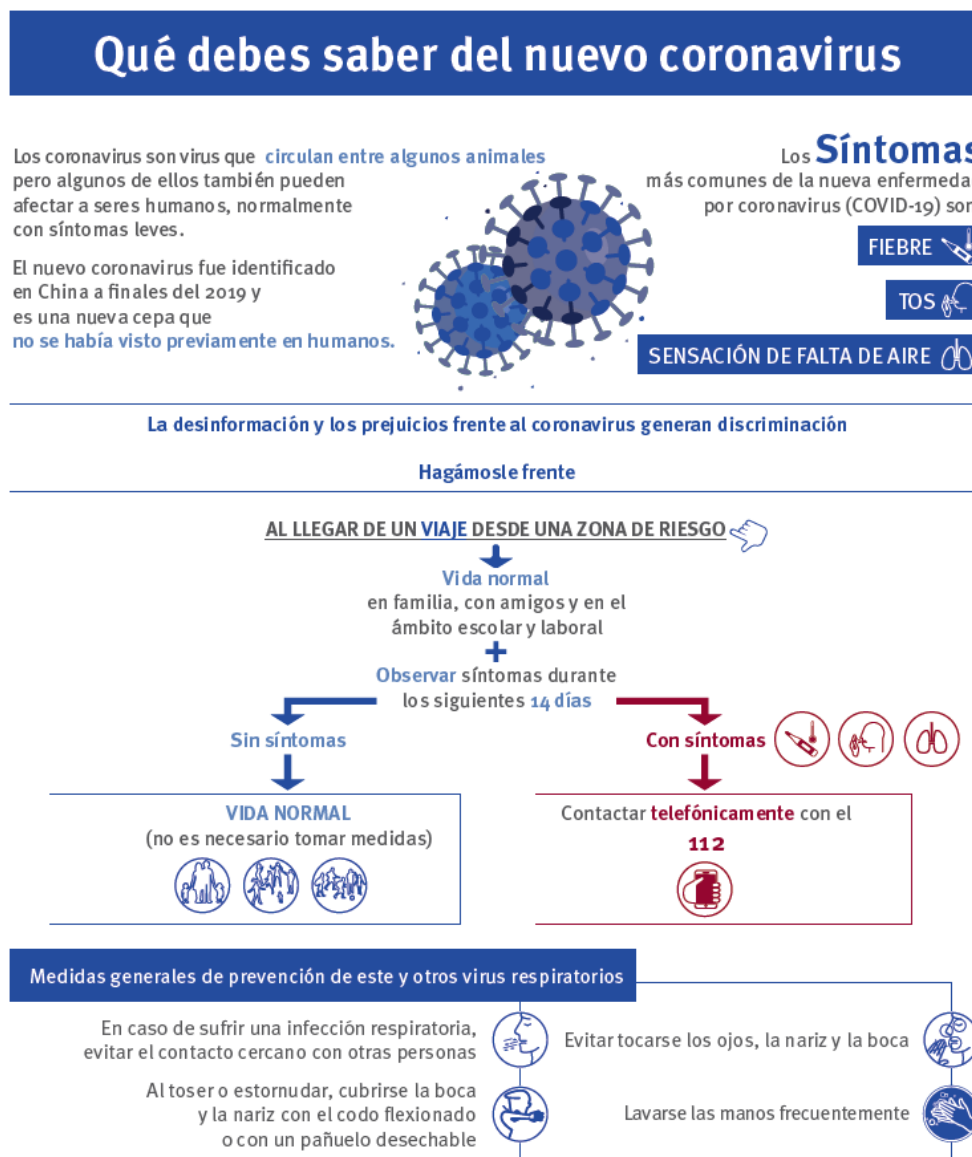 Qué debes saber del nuevo coronavirus
Los coronavirus son virus que circulan entre algunos animales
pero algunos de ellos también pueden
afectar a seres humanos, normalmente
con síntomas leves.
El nuevo coronavirus fue identificado
en China a finales del 2019 y
es una nueva cepa que
no se había visto previamente en humanos.
Los Síntomas
más comunes de la nueva enfermeda
por coronavirus (COVID-19) son
FIEBRE
TOS
SENSACIÓN DE FALTA DE AIRE
La desinformación y los prejuicios frente al coronavirus generan discriminación
Hagámosle frente
AL LLEGAR DE UN VIAJE DESDE UNA ZONA DE RIESGO
Vida normal
en familia, con amigos y en el
ámbito escolar y laboral
+
Observar síntomas durante
los siguientes 14 días
Sin síntomas
VIDA NORMAL
(no es necesario tomar medidas)
Con síntomas
Contactar telefónicamente con el
112
Medidas generales de prevención de este y otros virus respiratorios
En caso de sufrir una infección respiratoria,
evitar el contacto cercano con otras personas
Al toser o estornudar, cubrirse la boca
y la nariz con el codo flexionado
o con un pañuelo desechable
Evitar tocarse los ojos, la nariz y la boca
Lavarse las manos frecuentemente